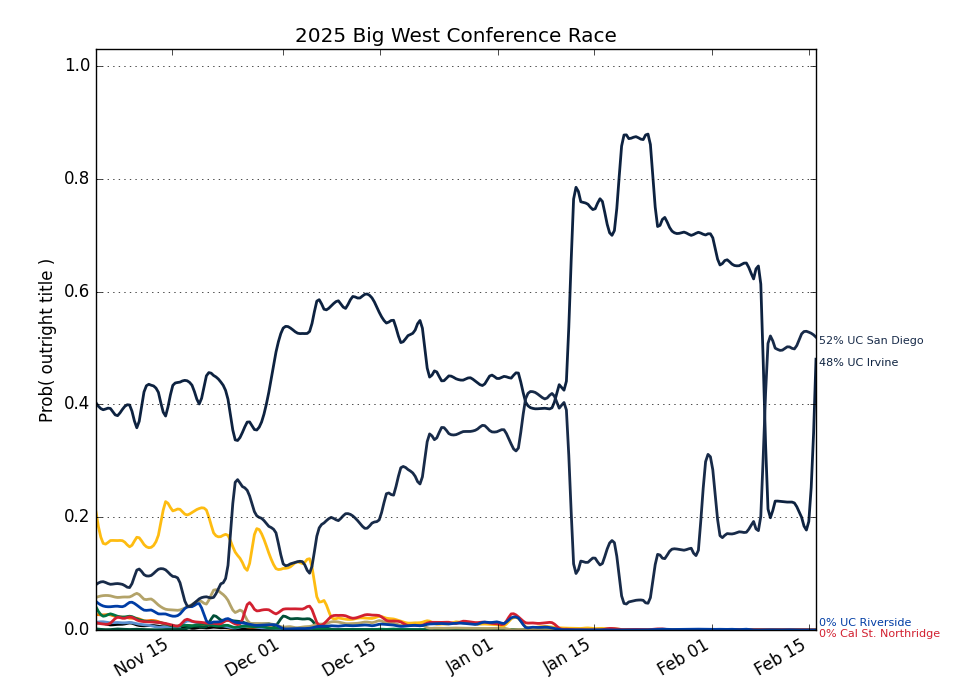 2025 Big West Conference Race
Prob( outright title )
1.0
0.8
0.6
0.4
0.2
0.0
52% UC San Diego
48% UC Irvine
0% UC Riverside
0% Cal St. Northridge
Nov 15
Dec 01
Dec 15
Jan 01
Jan 15
Feb 01
Feb 15